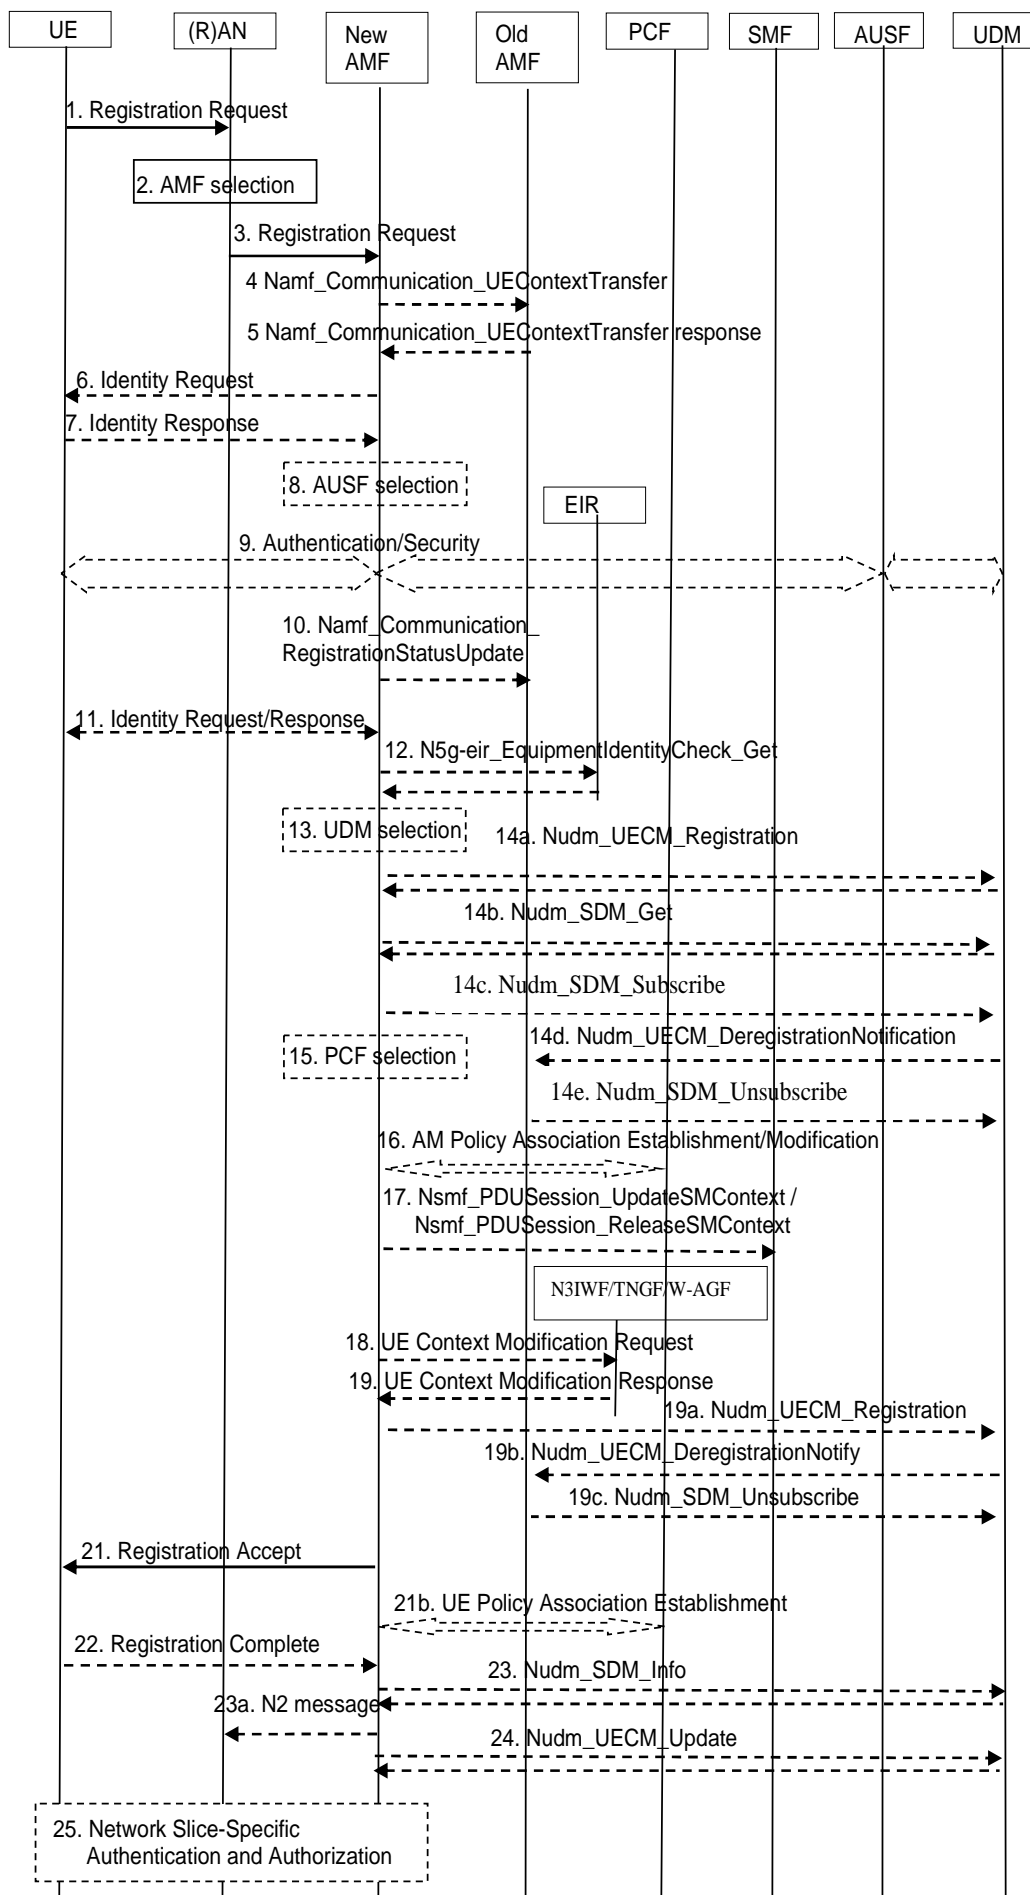 UE
(R)AN
New
AMF
Old
AMF
PCF
SMF
AUSF
UDM
1. Registration Request
2. AMF selection
3. Registration Request
4 Namf_Communication_UEContextTransfer
5 Namf_Communication_UEContextTransfer response
6. Identity Request
7. Identity Response
8. AUSF selection
EIR
9. Authentication/Security
10. Namf_Communication_
RegistrationStatusUpdate
11. Identity Request/Response
12. N5g-eir_EquipmentIdentityCheck_Get
13. UDM selection
14a. Nudm_UECM_Registration
14b. Nudm_SDM_Get
14c. Nudm_SDM_Subscribe
14d. Nudm_UECM_DeregistrationNotification
15. PCF selection
14e. Nudm_SDM_Unsubscribe
16. AM Policy Association Establishment/Modification
17. Nsmf_PDUSession_UpdateSMContext /
Nsmf_PDUSession_ReleaseSMContext
N3IWF/TNGF/W-AGF
18. UE Context Modification Request
19. UE Context Modification Response
19a. Nudm_UECM_Registration
19b. Nudm_UECM_DeregistrationNotify
19c. Nudm_SDM_Unsubscribe
21. Registration Accept
21b. UE Policy Association Establishment
22. Registration Complete
23. Nudm_SDM_Info
23a. N2 message
24. Nudm_UECM_Update
25. Network Slice-Specific
Authentication and Authorization